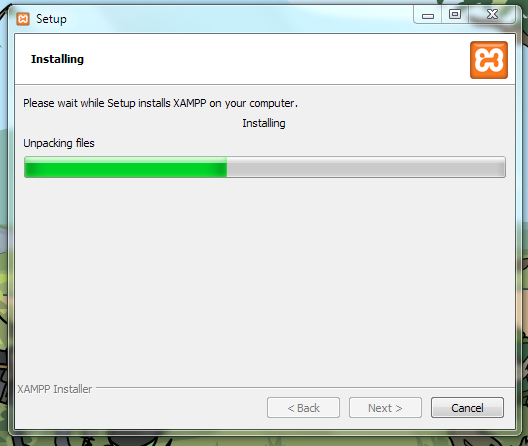 Setup
Installing
Please wait while Setup installs XAMPP on your computer.
Installing
Unpacking files
XAMPP Installer
< Back
Next >
Cancel